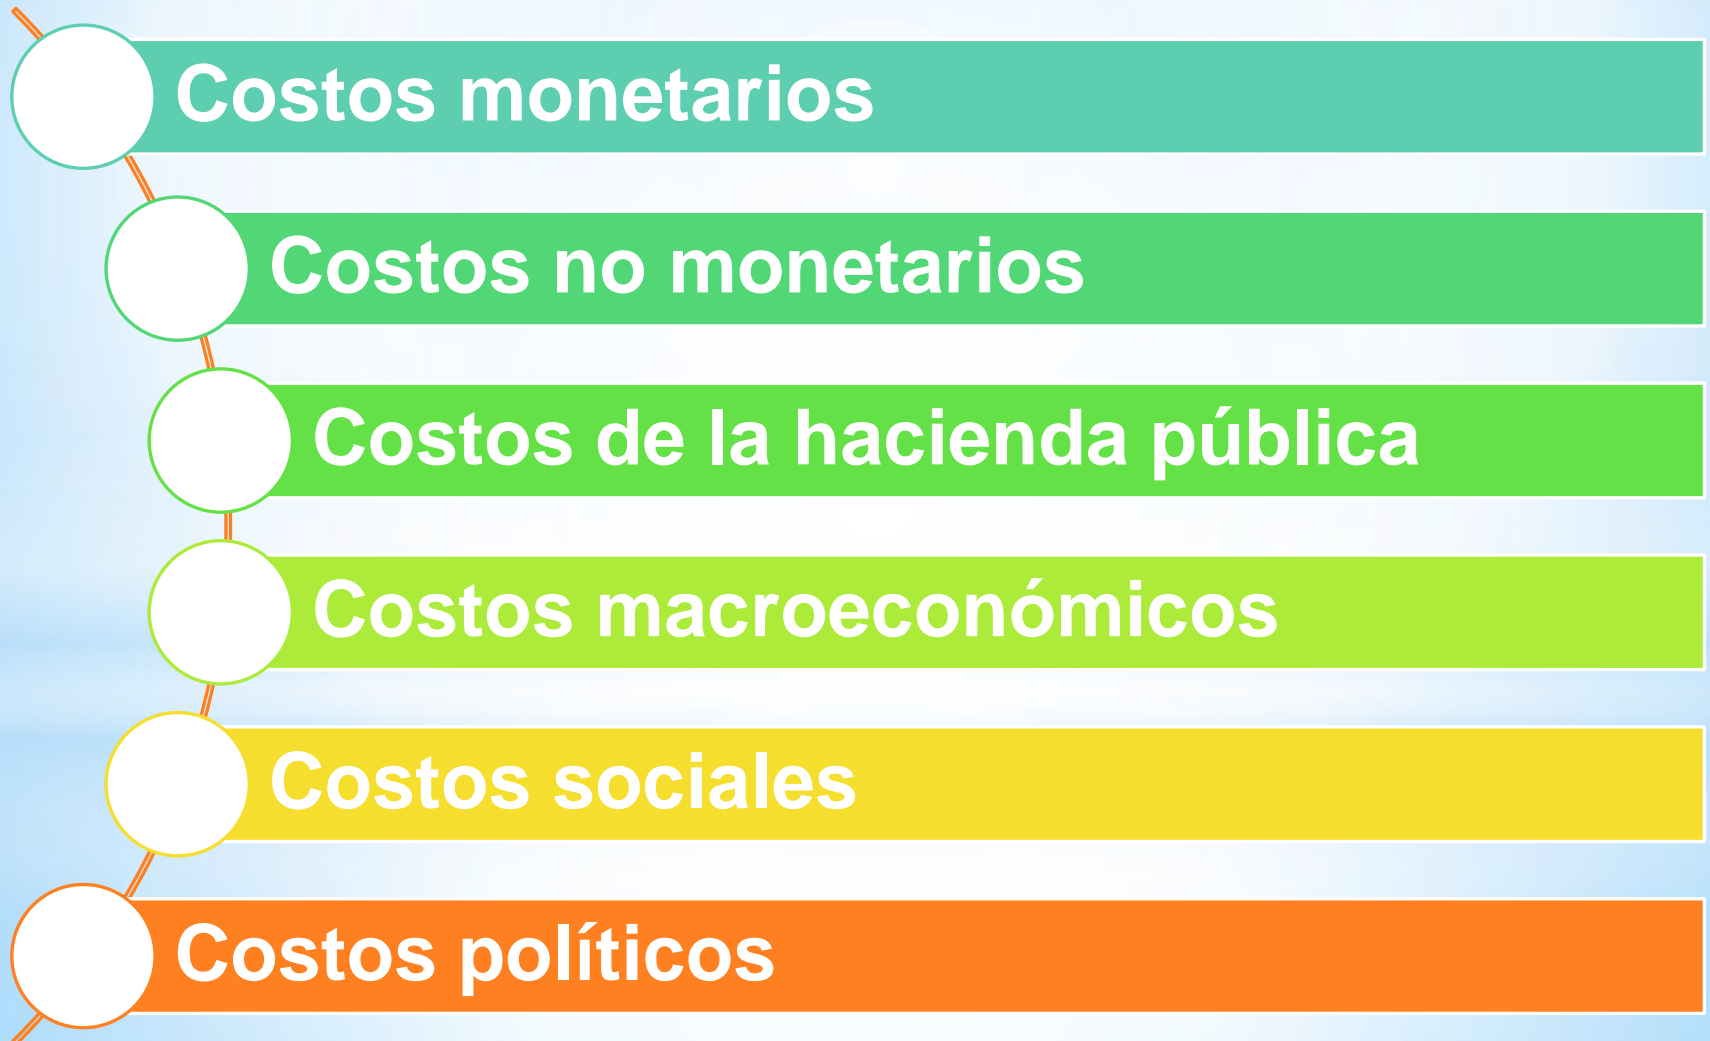 Costos monetarios
Costos no monetarios
Costos de la hacienda pública
Costos macroeconómicos
Costos sociales
Costos políticos